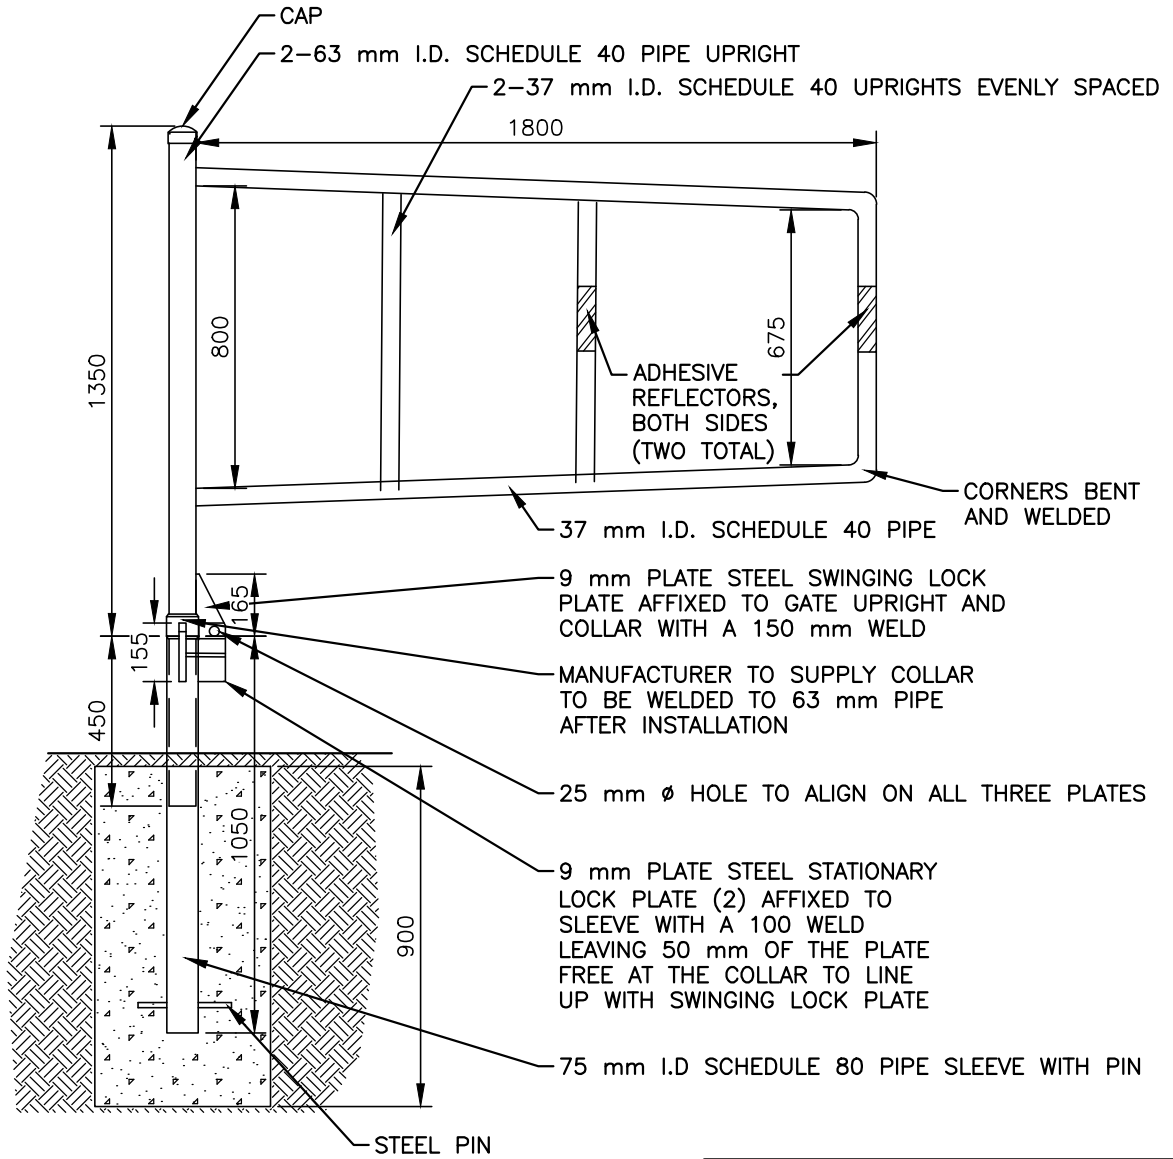 CAP
2-63 mm I.D. SCHEDULE 40 PIPE UPRIGHT
2-37 mm I.D. SCHEDULE 40 UPRIGHTS EVENLY SPACED
1800
1350
800
675
ADHESIVE
REFLECTORS,
BOTH SIDES
(TWO TOTAL)
CORNERS BENT
AND WELDED
37 mm I.D. SCHEDULE 40 PIPE
9 mm PLATE STEEL SWINGING LOCK
PLATE AFFIXED TO GATE UPRIGHT AND
COLLAR WITH A 150 mm WELD
165
155
MANUFACTURER TO SUPPLY COLLAR
TO BE WELDED TO 63 mm PIPE
AFTER INSTALLATION
450
25 mm ø HOLE TO ALIGN ON ALL THREE PLATES
1050
900
9 mm PLATE STEEL STATIONARY
LOCK PLATE (2) AFFIXED TO
SLEEVE WITH A 100 WELD
LEAVING 50 mm OF THE PLATE
FREE AT THE COLLAR TO LINE
UP WITH SWINGING LOCK PLATE
75 mm I.D SCHEDULE 80 PIPE SLEEVE WITH PIN
STEEL PIN